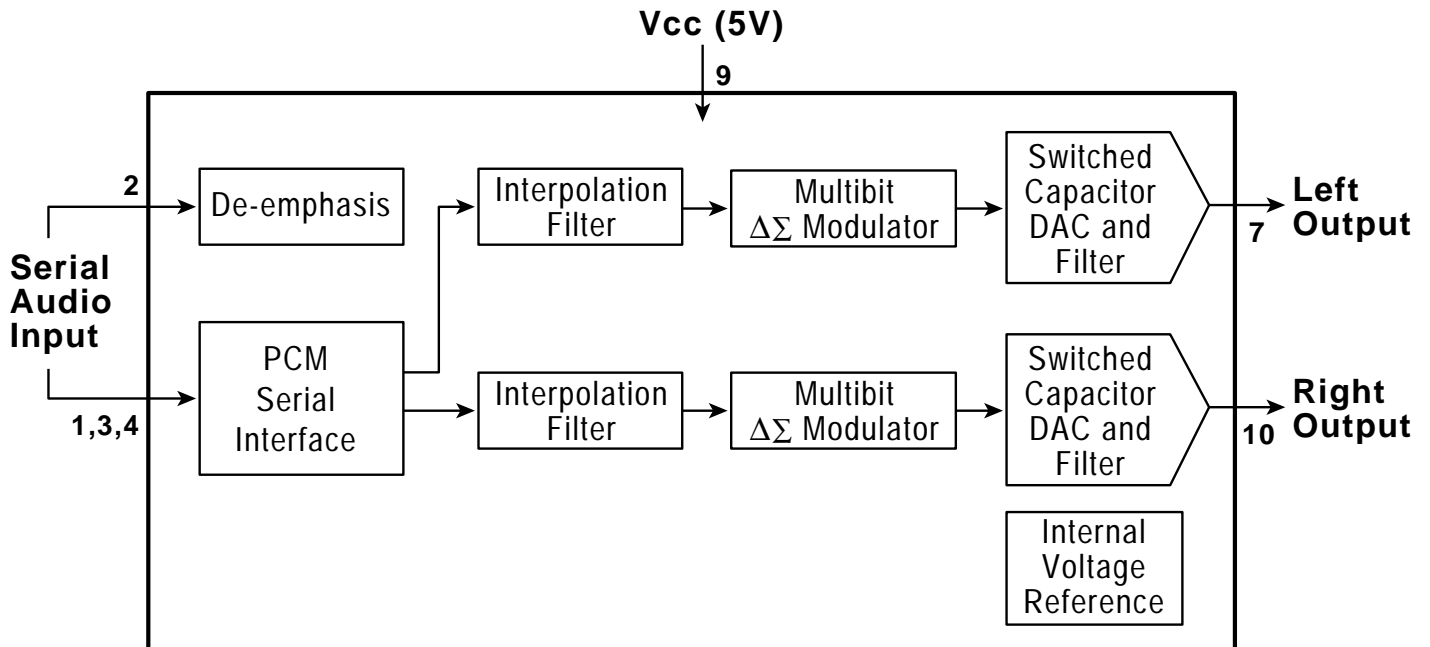 Vcc (5V)
9
2
De-emphasis
Interpolation
Filter
Multibit
ΔΣ Modulator
Switched
Capacitor
DAC and
Filter
Left
Output
7
Serial
Audio
Input
1,3,4
PCM
Serial
Interface
Interpolation
Filter
Multibit
ΔΣ Modulator
Switched
Capacitor
DAC and
Filter
Right
Output
10
Internal
Voltage
Reference